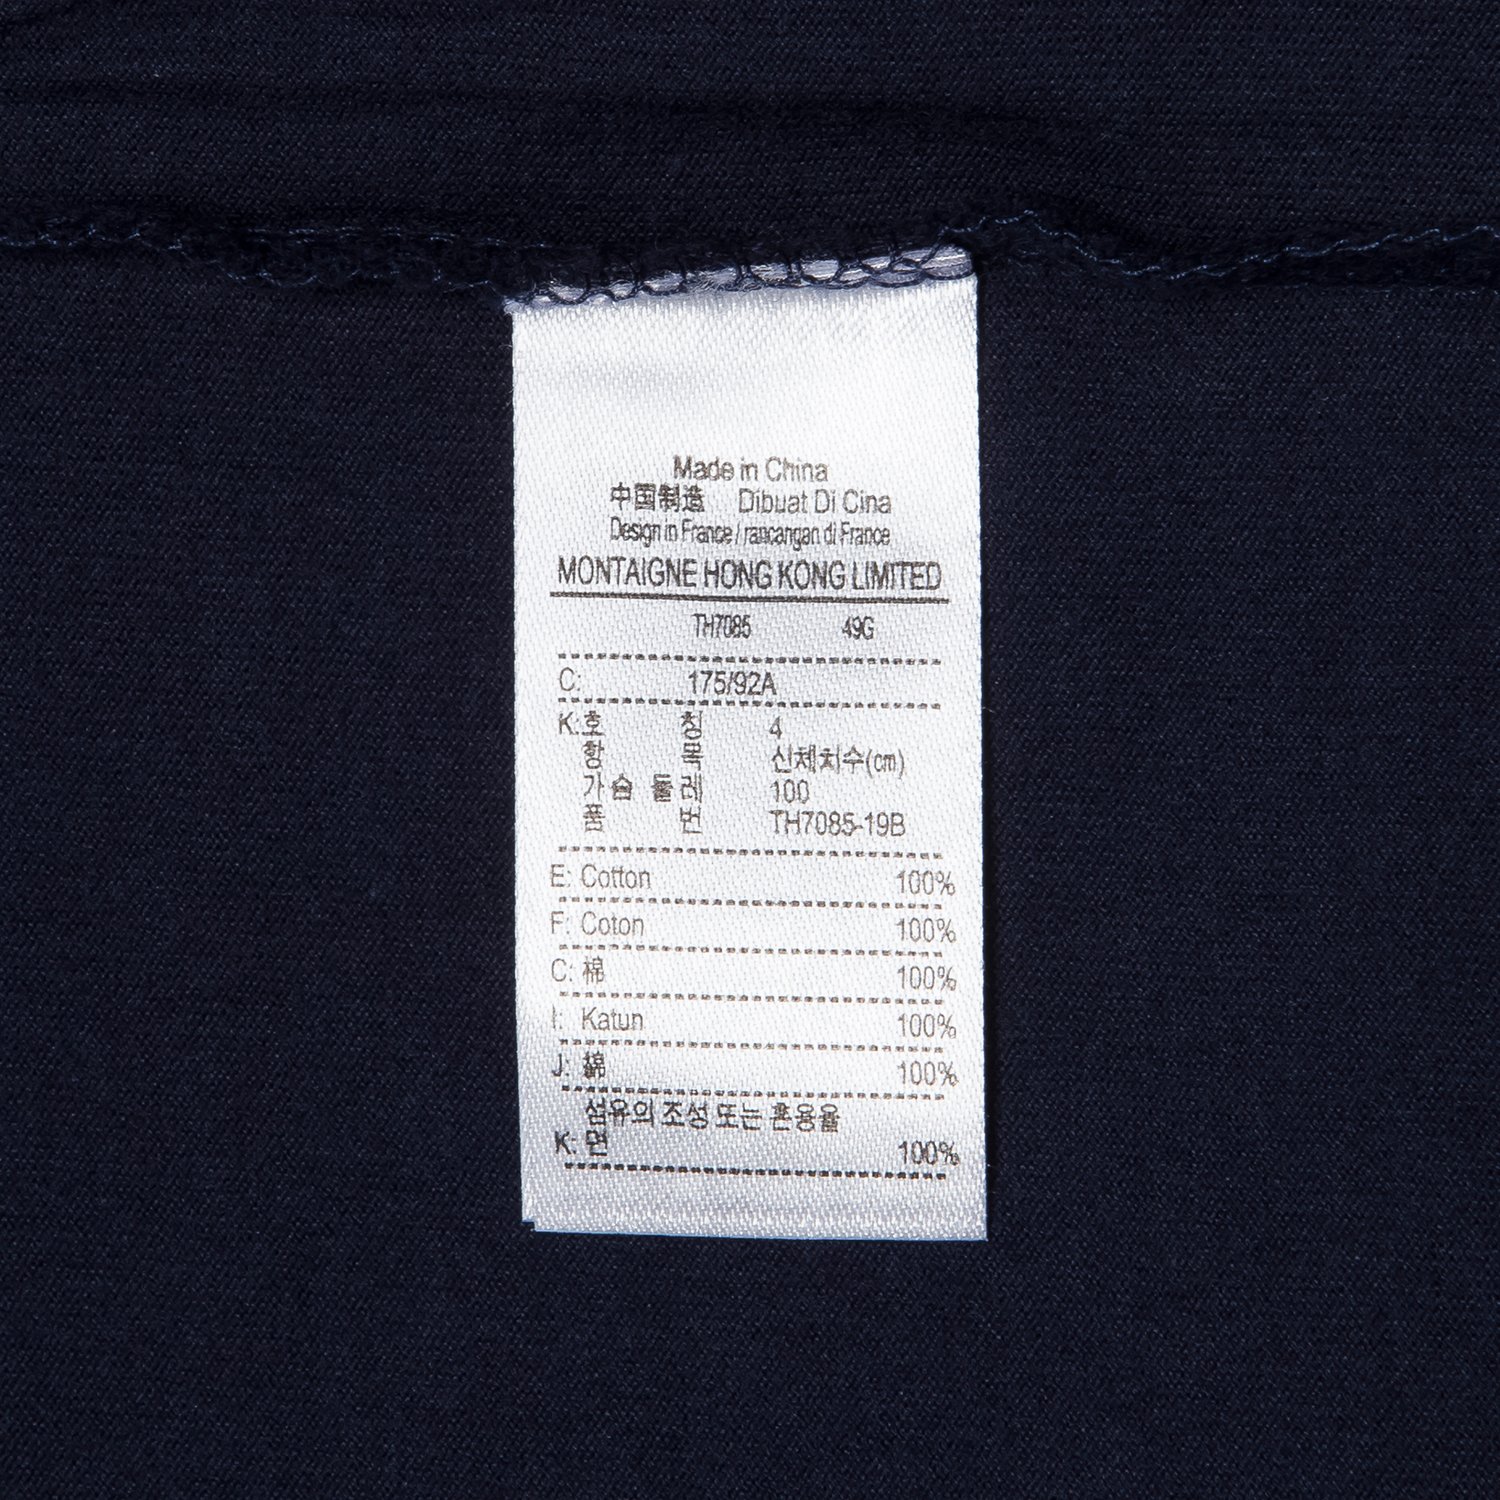 Made in China
中国制造 Dibuat Di Cina
Design in France / rancangan di France
MONTAIGNE HONG KONG LIMITED
TH7085 49G
C: 175/92A
K:호 칭 4
항 목 신체치수(cm)
가슴 둘레 100
품 번 TH7085-19B
E: Cotton 100%
F: Coton 100%
C: 棉 100%
I: Katun 100%
J: 綿 100%
섬유의 조성 또는 혼용율
K: 면 100%